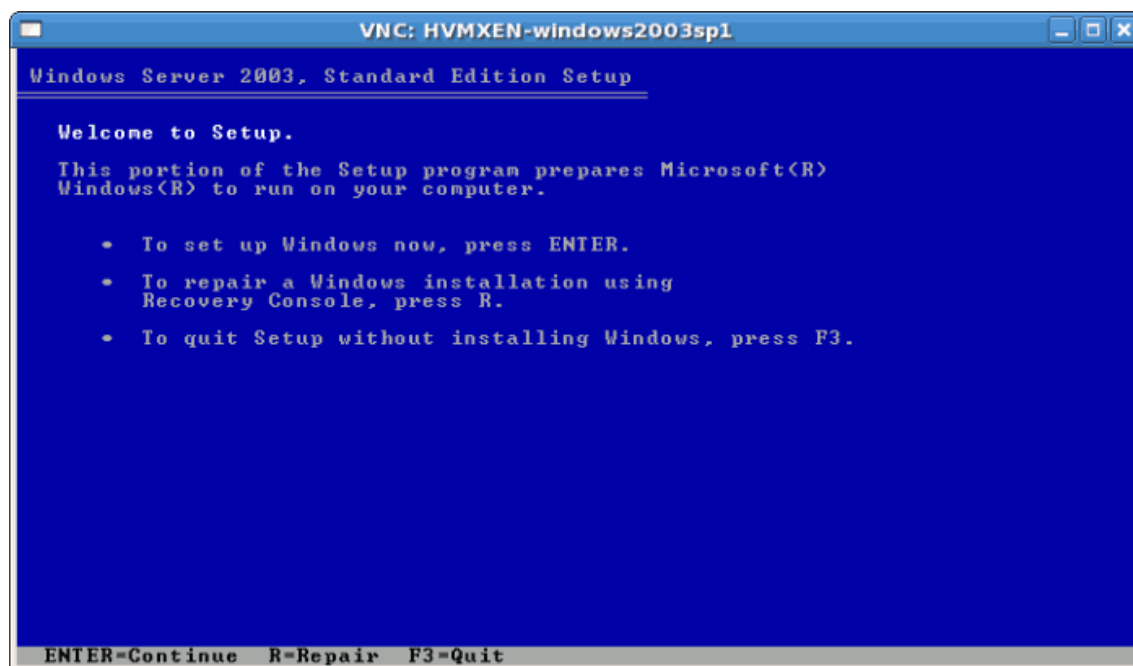 VNC: HVMXEN-windows2003sp1
Windows Server 2003, Standard Edition Setup
Welcome to Setup.
This portion of the Setup program prepares Microsoft(R)
Windows(R) to run on your computer.
• To set up Windows now, press ENTER.
• To repair a Windows installation using
Recovery Console, press R.
• To quit Setup without installing Windows, press F3.
ENTER=Continue R=Repair F3=Quit